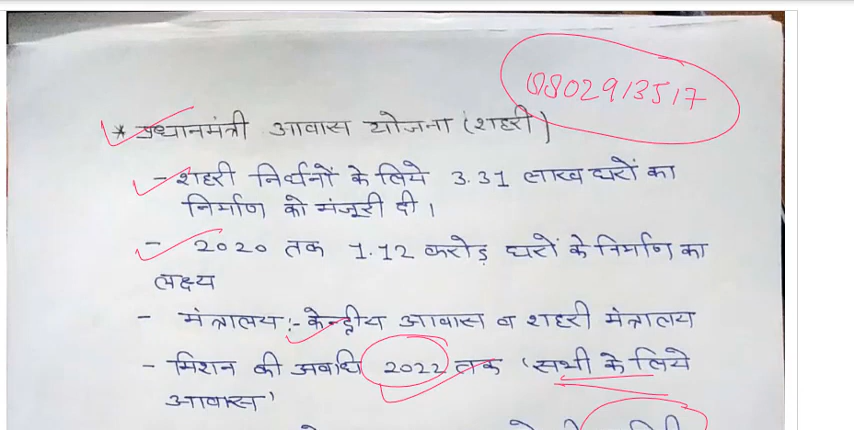 8802913517
* प्रधानमंत्री आवास योजना (शहरी)
- शहरी निर्धनों के लिये 3.31 लाख घरों का
निर्माण को मंजूरी दी।
- 2020 तक 1.12 करोड़ घरों के निर्माण का
लक्ष्य
- मंत्रालय :- केन्द्रीय आवास व शहरी मंत्रालय
- मिशन की अवधि 2022 तक 'सभी के लिये
आवास'